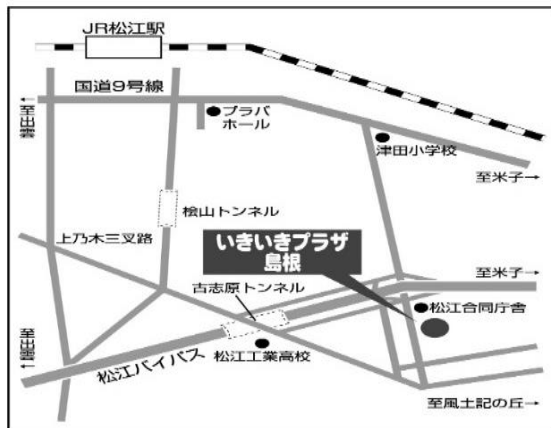 JR松江駅
国道9号線
至出雲
プラバ
ホール
津田小学校
至米子
桧山トンネル
上乃木三叉路
いきいきプラザ
島根
至米子
古志原トンネル
松江合同庁舎
至出雲
松江バイパス
松江工業高校
至風土記の丘